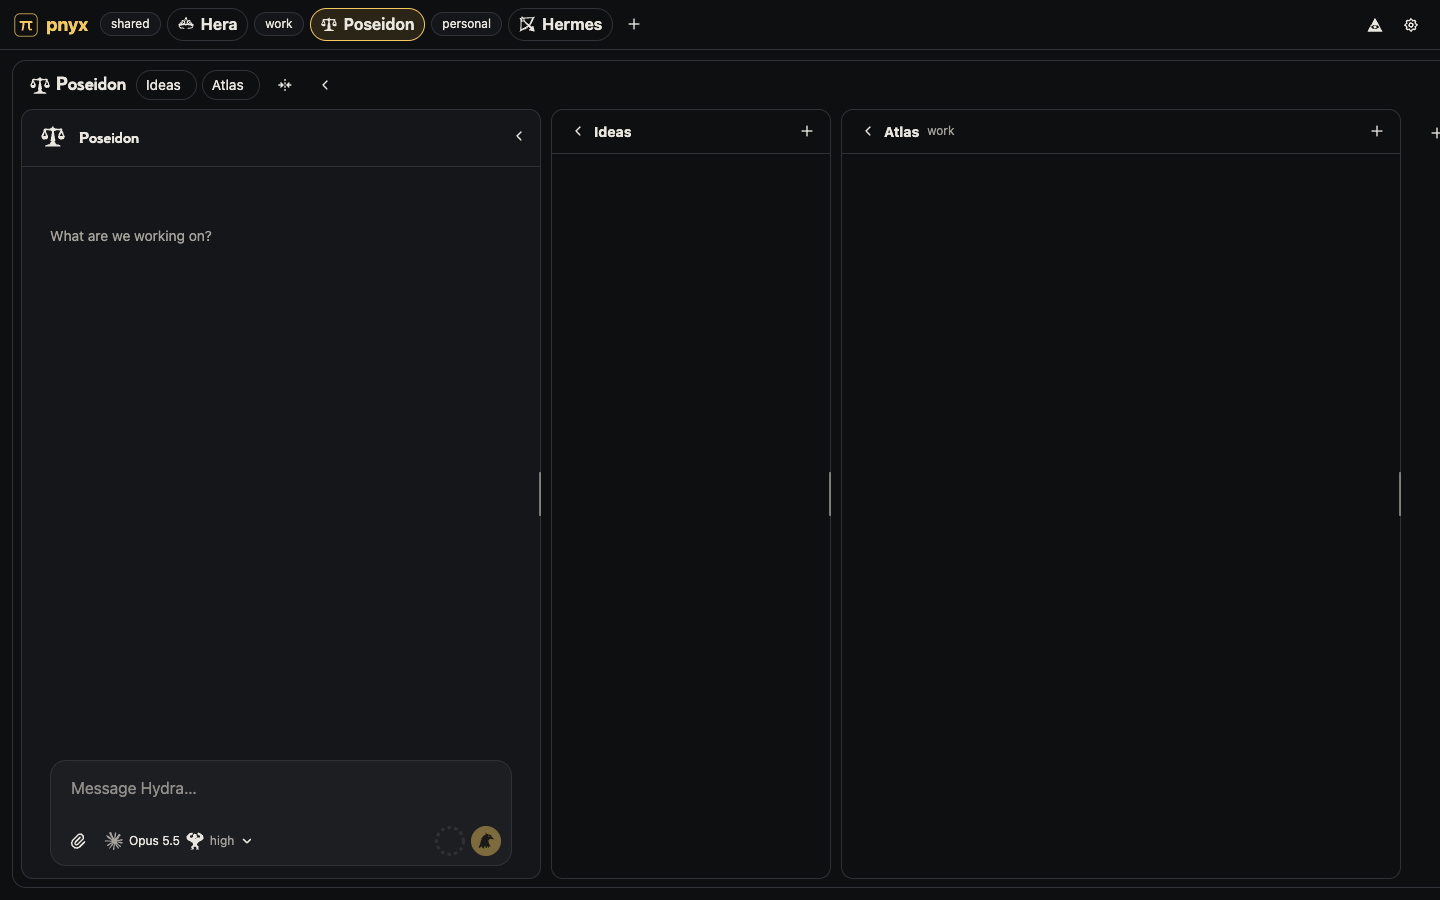 π pnyx shared Hera work Poseidon personal Hermes +
Poseidon Ideas Atlas
Poseidon
Ideas +
Atlas work +
+
What are we working on?
Message Hydra...
Opus 5.5 high